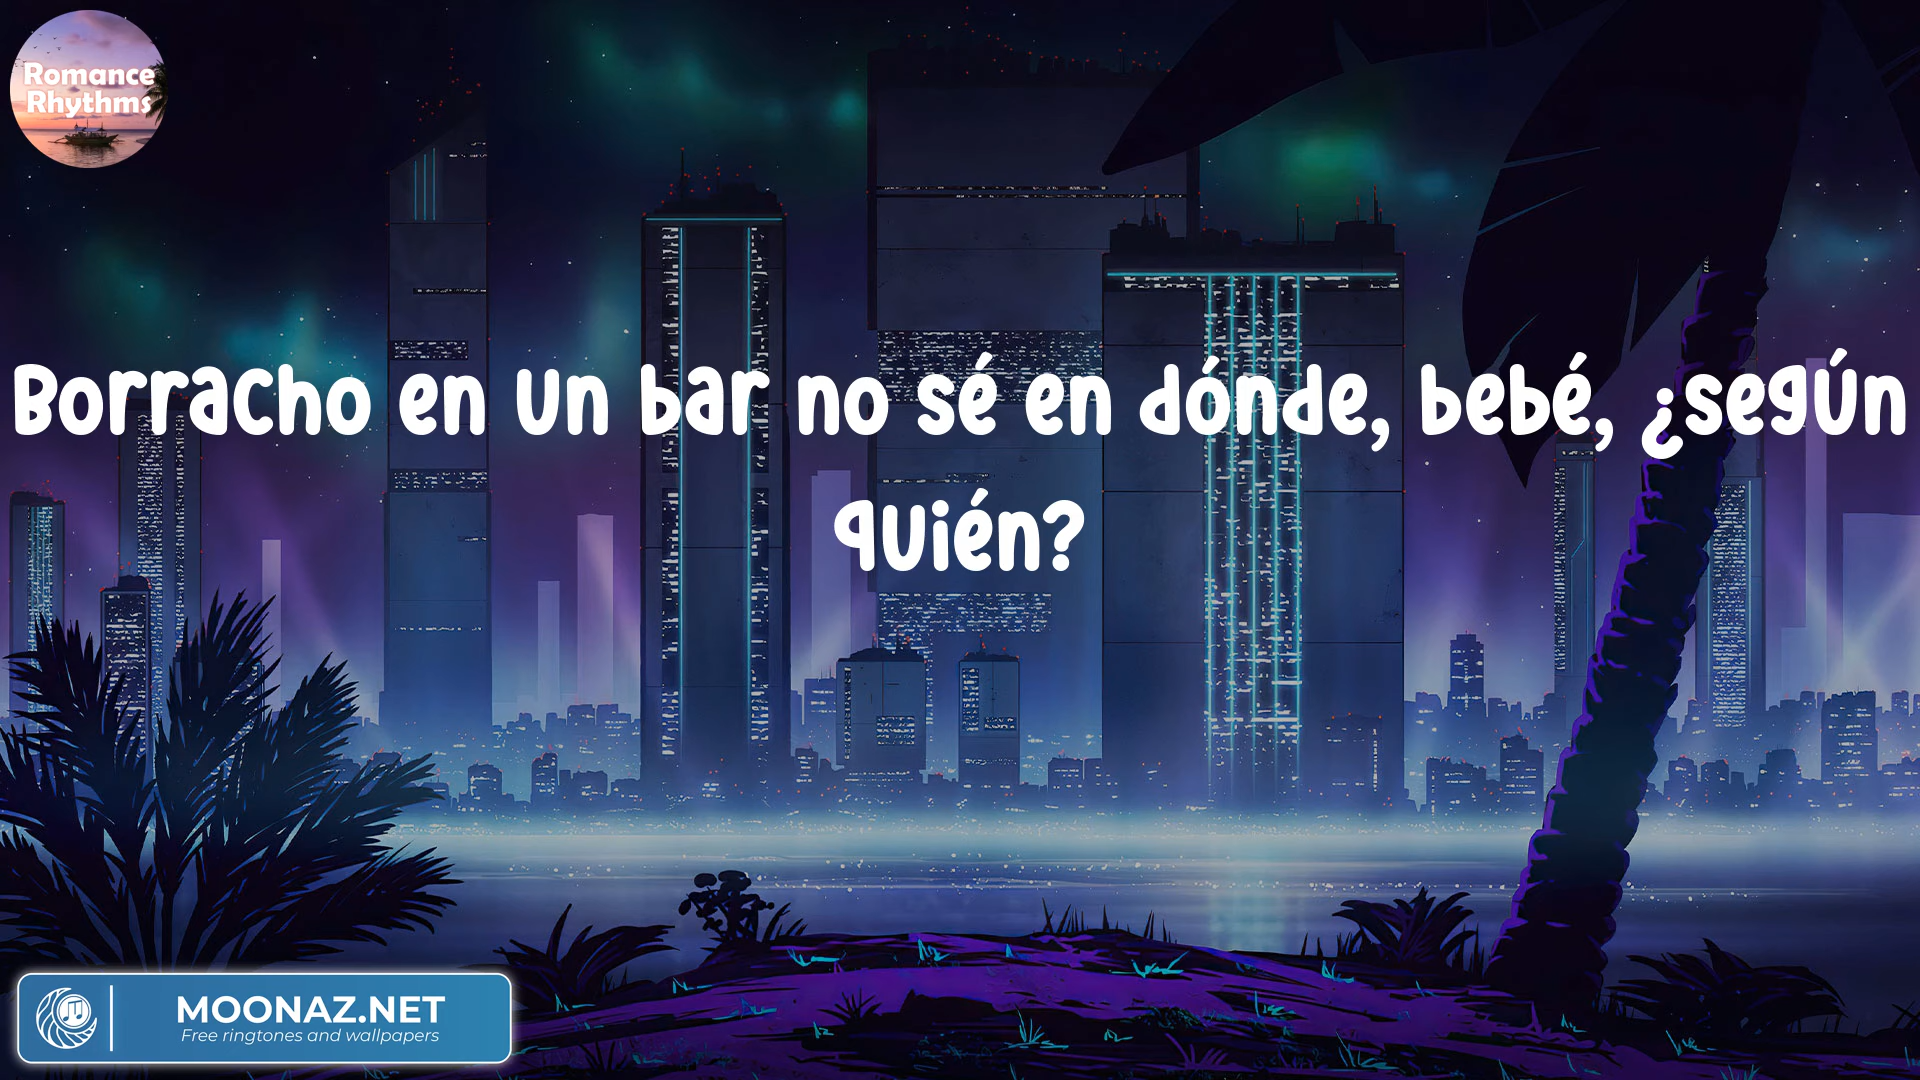 Romance
Rhythms
Borracho en un bar no sé en dónde, bebé, ¿según
quién?
MOONAZ.NET
Free ringtones and wallpapers